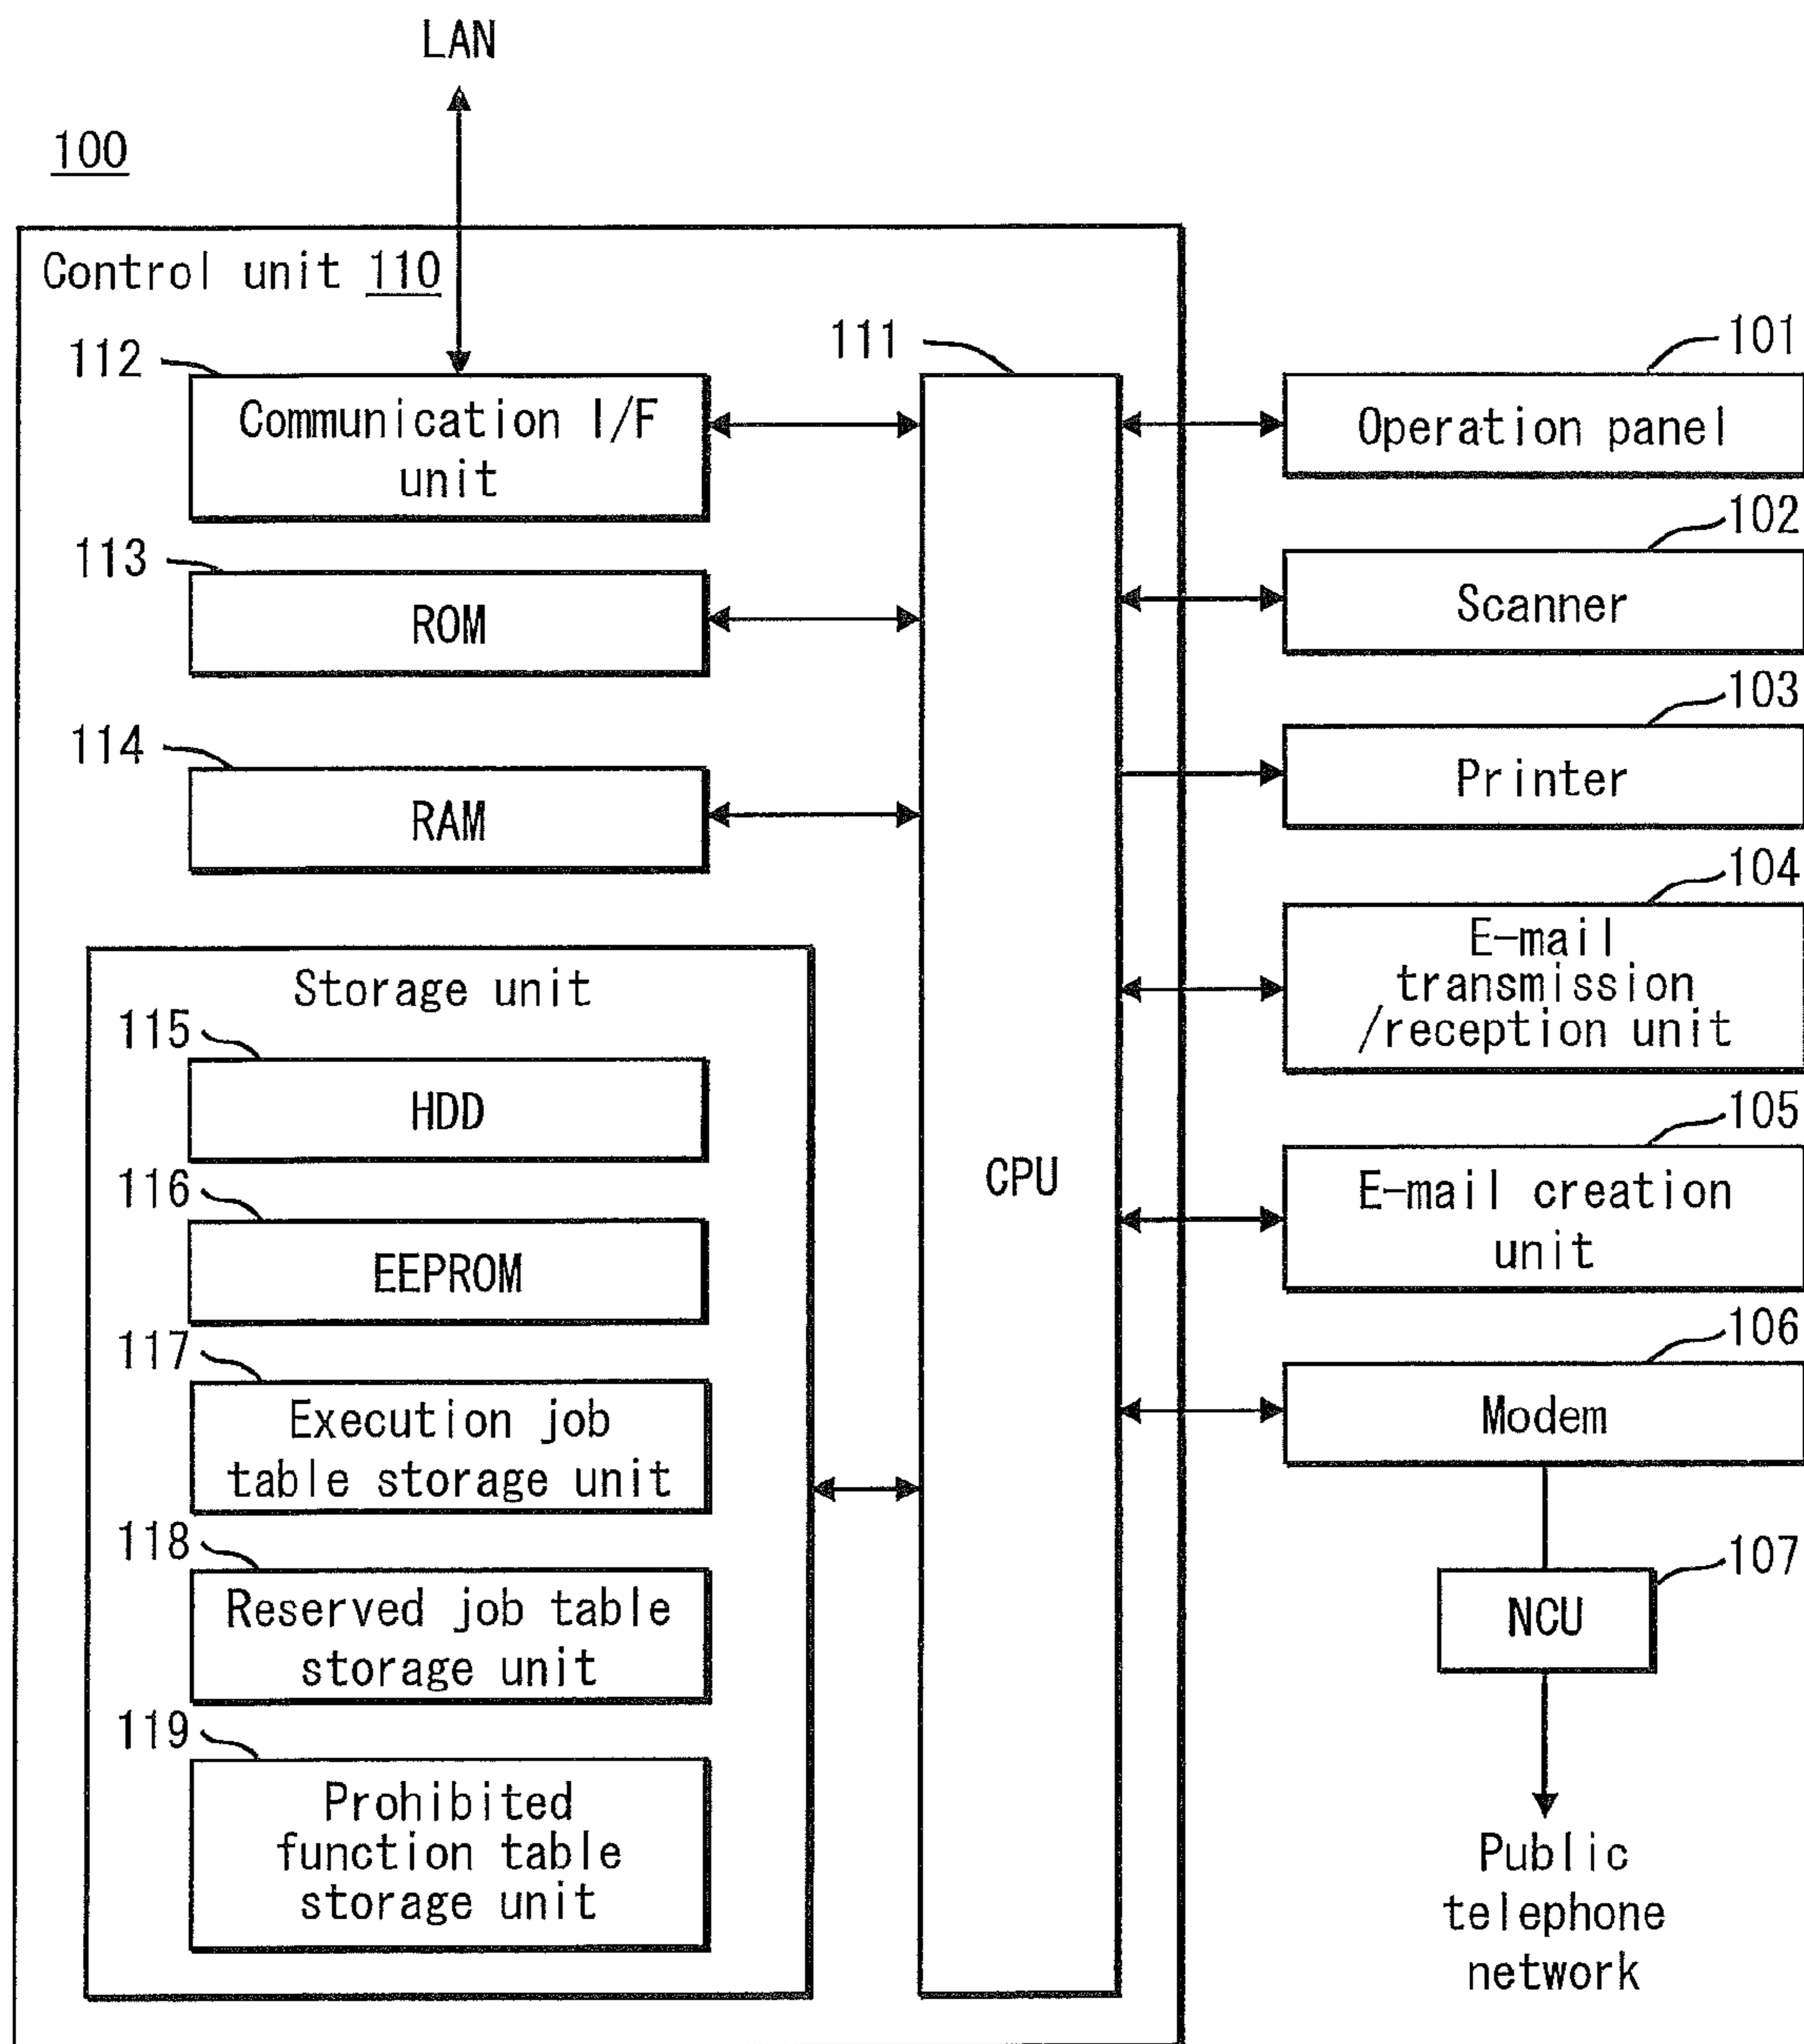 LAN
100
Control unit 110
112
Communication I/F
unit
113
ROM
114
RAM
Storage unit
115
HDD
116
EEPROM
117
Execution job
table storage unit
118
Reserved job table
storage unit
119
Prohibited
function table
storage unit
111
CPU
101
Operation panel
102
Scanner
103
Printer
104
E-mail
transmission
/reception unit
105
E-mail creation
unit
106
Modem
107
NCU
Public
telephone
network